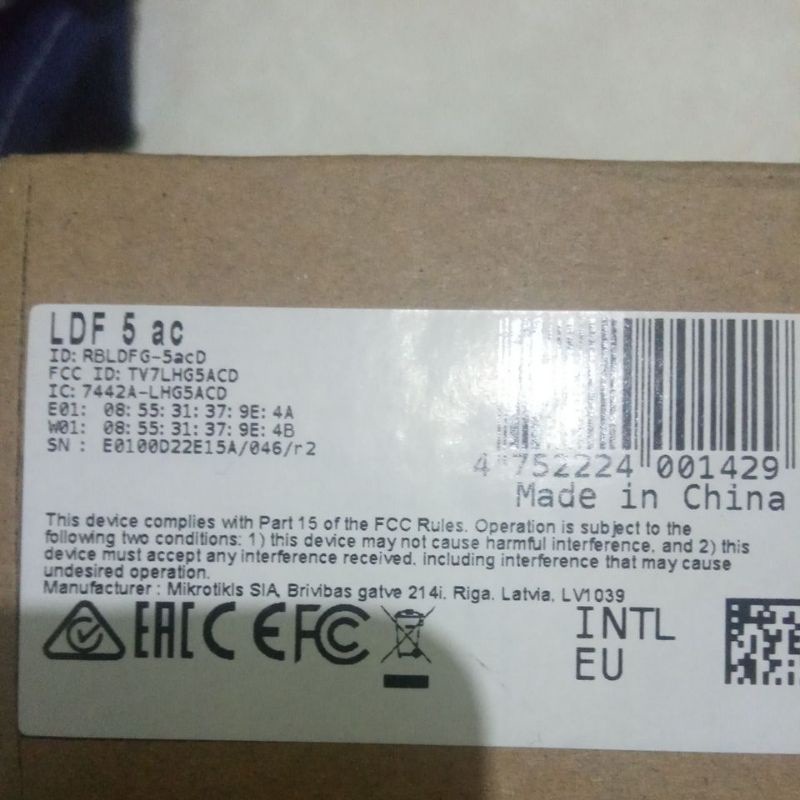 LDF 5 ac
ID: RBLDFG-5acD
FCC ID: TV7LHG5ACD
IC: 7442A-LHG5ACD
E01: 08: 55: 31: 37: 9E: 4A
W01: 08: 55: 31: 37: 9E: 4B
SN : E0100D22E15A/046/r2
4 752224 001429
Made in China
This device complies with Part 15 of the FCC Rules. Operation is subject to the
following two conditions: 1) this device may not cause harmful interference, and 2) this
device must accept any interference received, including interference that may cause
undesired operation.
Manufacturer : Mikrotikls SIA, Brivibas gatve 214i, Riga, Latvia, LV1039
EAC CE FC
INTL
EU